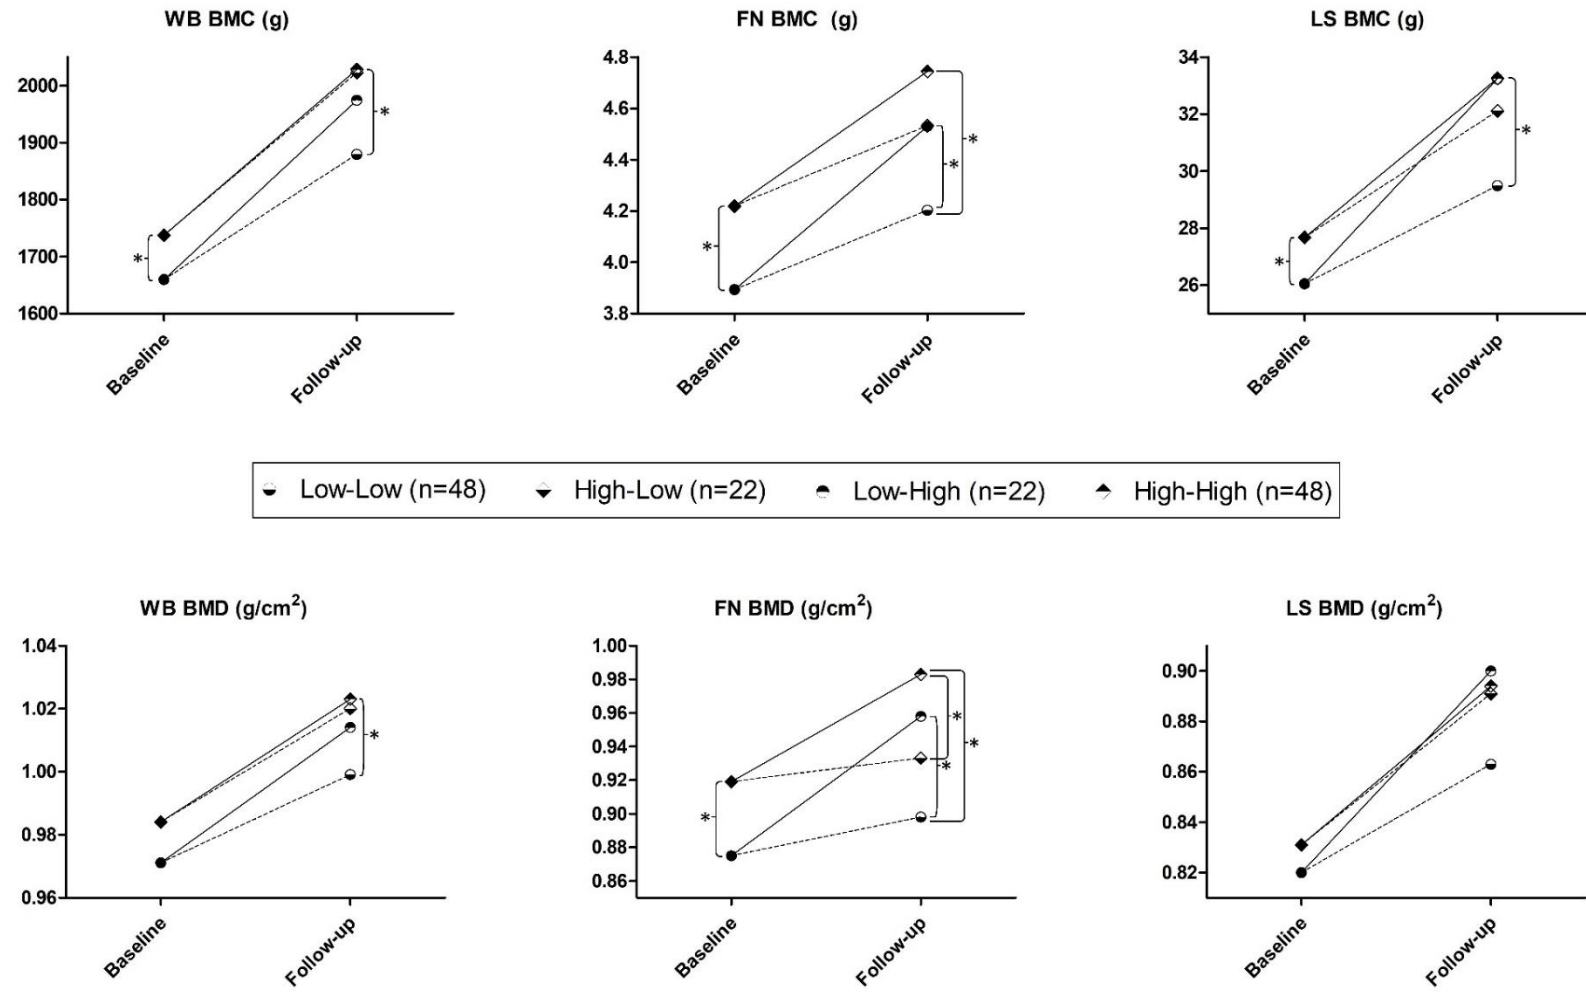 WB BMC (g)
2000
1900
1800
1700
1600
*
*
Baseline
Follow-up
FN BMC (g)
4.8
4.6
4.4
4.2
4.0
3.8
*
*
*
Baseline
Follow-up
LS BMC (g)
34
32
30
28
26
*
*
Baseline
Follow-up
Low-Low (n=48) High-Low (n=22) Low-High (n=22) High-High (n=48)
WB BMD (g/cm²)
1.04
1.02
1.00
0.98
0.96
*
Baseline
Follow-up
FN BMD (g/cm²)
1.00
0.98
0.96
0.94
0.92
0.90
0.88
0.86
*
*
*
*
Baseline
Follow-up
LS BMD (g/cm²)
0.90
0.88
0.86
0.84
0.82
Baseline
Follow-up